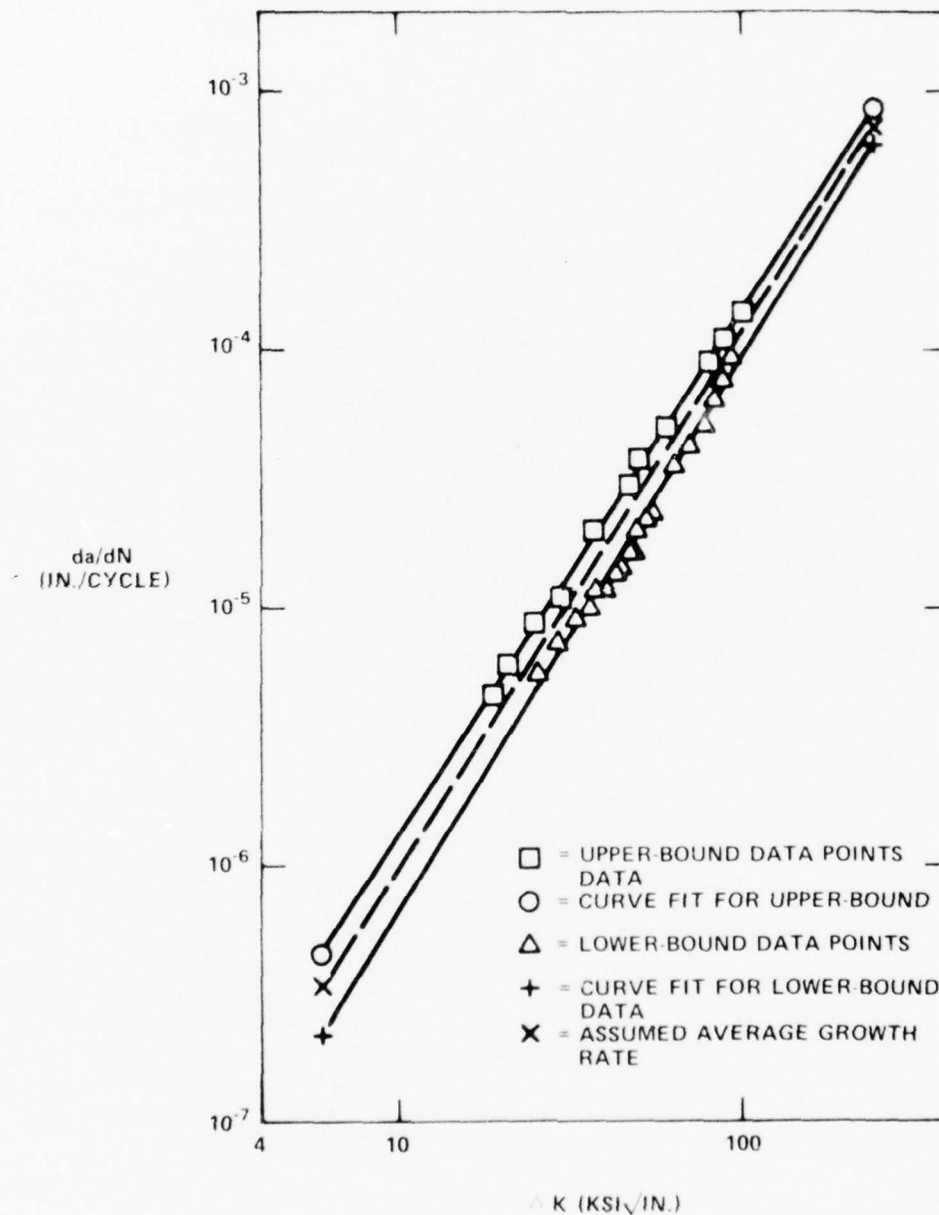 10⁻³
10⁻⁴
da/dN
(IN./CYCLE)
10⁻⁵
10⁻⁶
10⁻⁷
□ = UPPER-BOUND DATA POINTS
DATA
○ = CURVE FIT FOR UPPER-BOUND
△ = LOWER-BOUND DATA POINTS
+ = CURVE FIT FOR LOWER-BOUND
DATA
× = ASSUMED AVERAGE GROWTH
RATE
4 10 100
△ K (KSI√IN.)